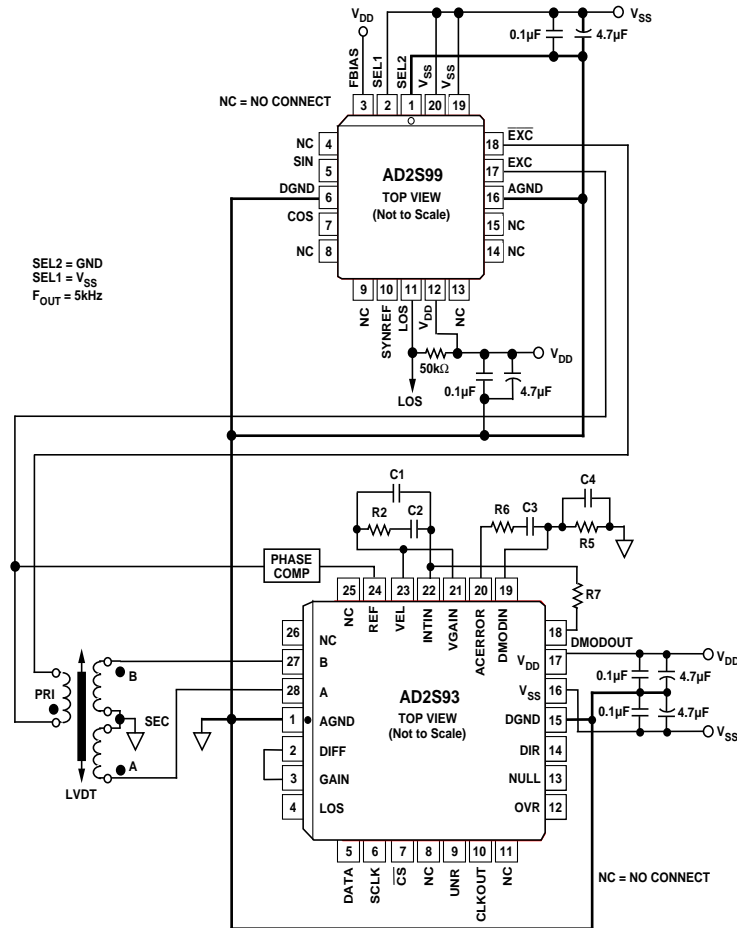 VDD
VSS
0.1µF
4.7µF
FBIAS
SEL1
SEL2
VSS
VSS
NC = NO CONNECT
3
2
1
20
19
NC
4
SIN
5
DGND
6
COS
7
NC
8
AD2S99
TOP VIEW
(Not to Scale)
18
EXC
17
EXC
16
AGND
15
NC
14
NC
SEL2 = GND
SEL1 = VSS
FOUT = 5kHz
9
10
11
12
13
NC
SYNREF
LOS
VDD
NC
50kΩ
VDD
LOS
0.1µF
4.7µF
C1
R2
C2
R6
C3
C4
R5
PHASE
COMP
R7
25
24
23
22
21
20
19
NC
REF
VEL
INTIN
VGAIN
ACERROR
DMODIN
18
DMODOUT
26
NC
27
B
28
A
1
AGND
2
DIFF
3
GAIN
4
LOS
AD2S93
TOP VIEW
(Not to Scale)
VDD
17
VSS
16
DGND
15
DIR
14
NULL
13
OVR
12
VDD
0.1µF
4.7µF
0.1µF
4.7µF
VSS
PRI
B
SEC
A
LVDT
5
6
7
8
9
10
11
DATA
SCLK
CS
NC
UNR
CLKOUT
NC
NC = NO CONNECT